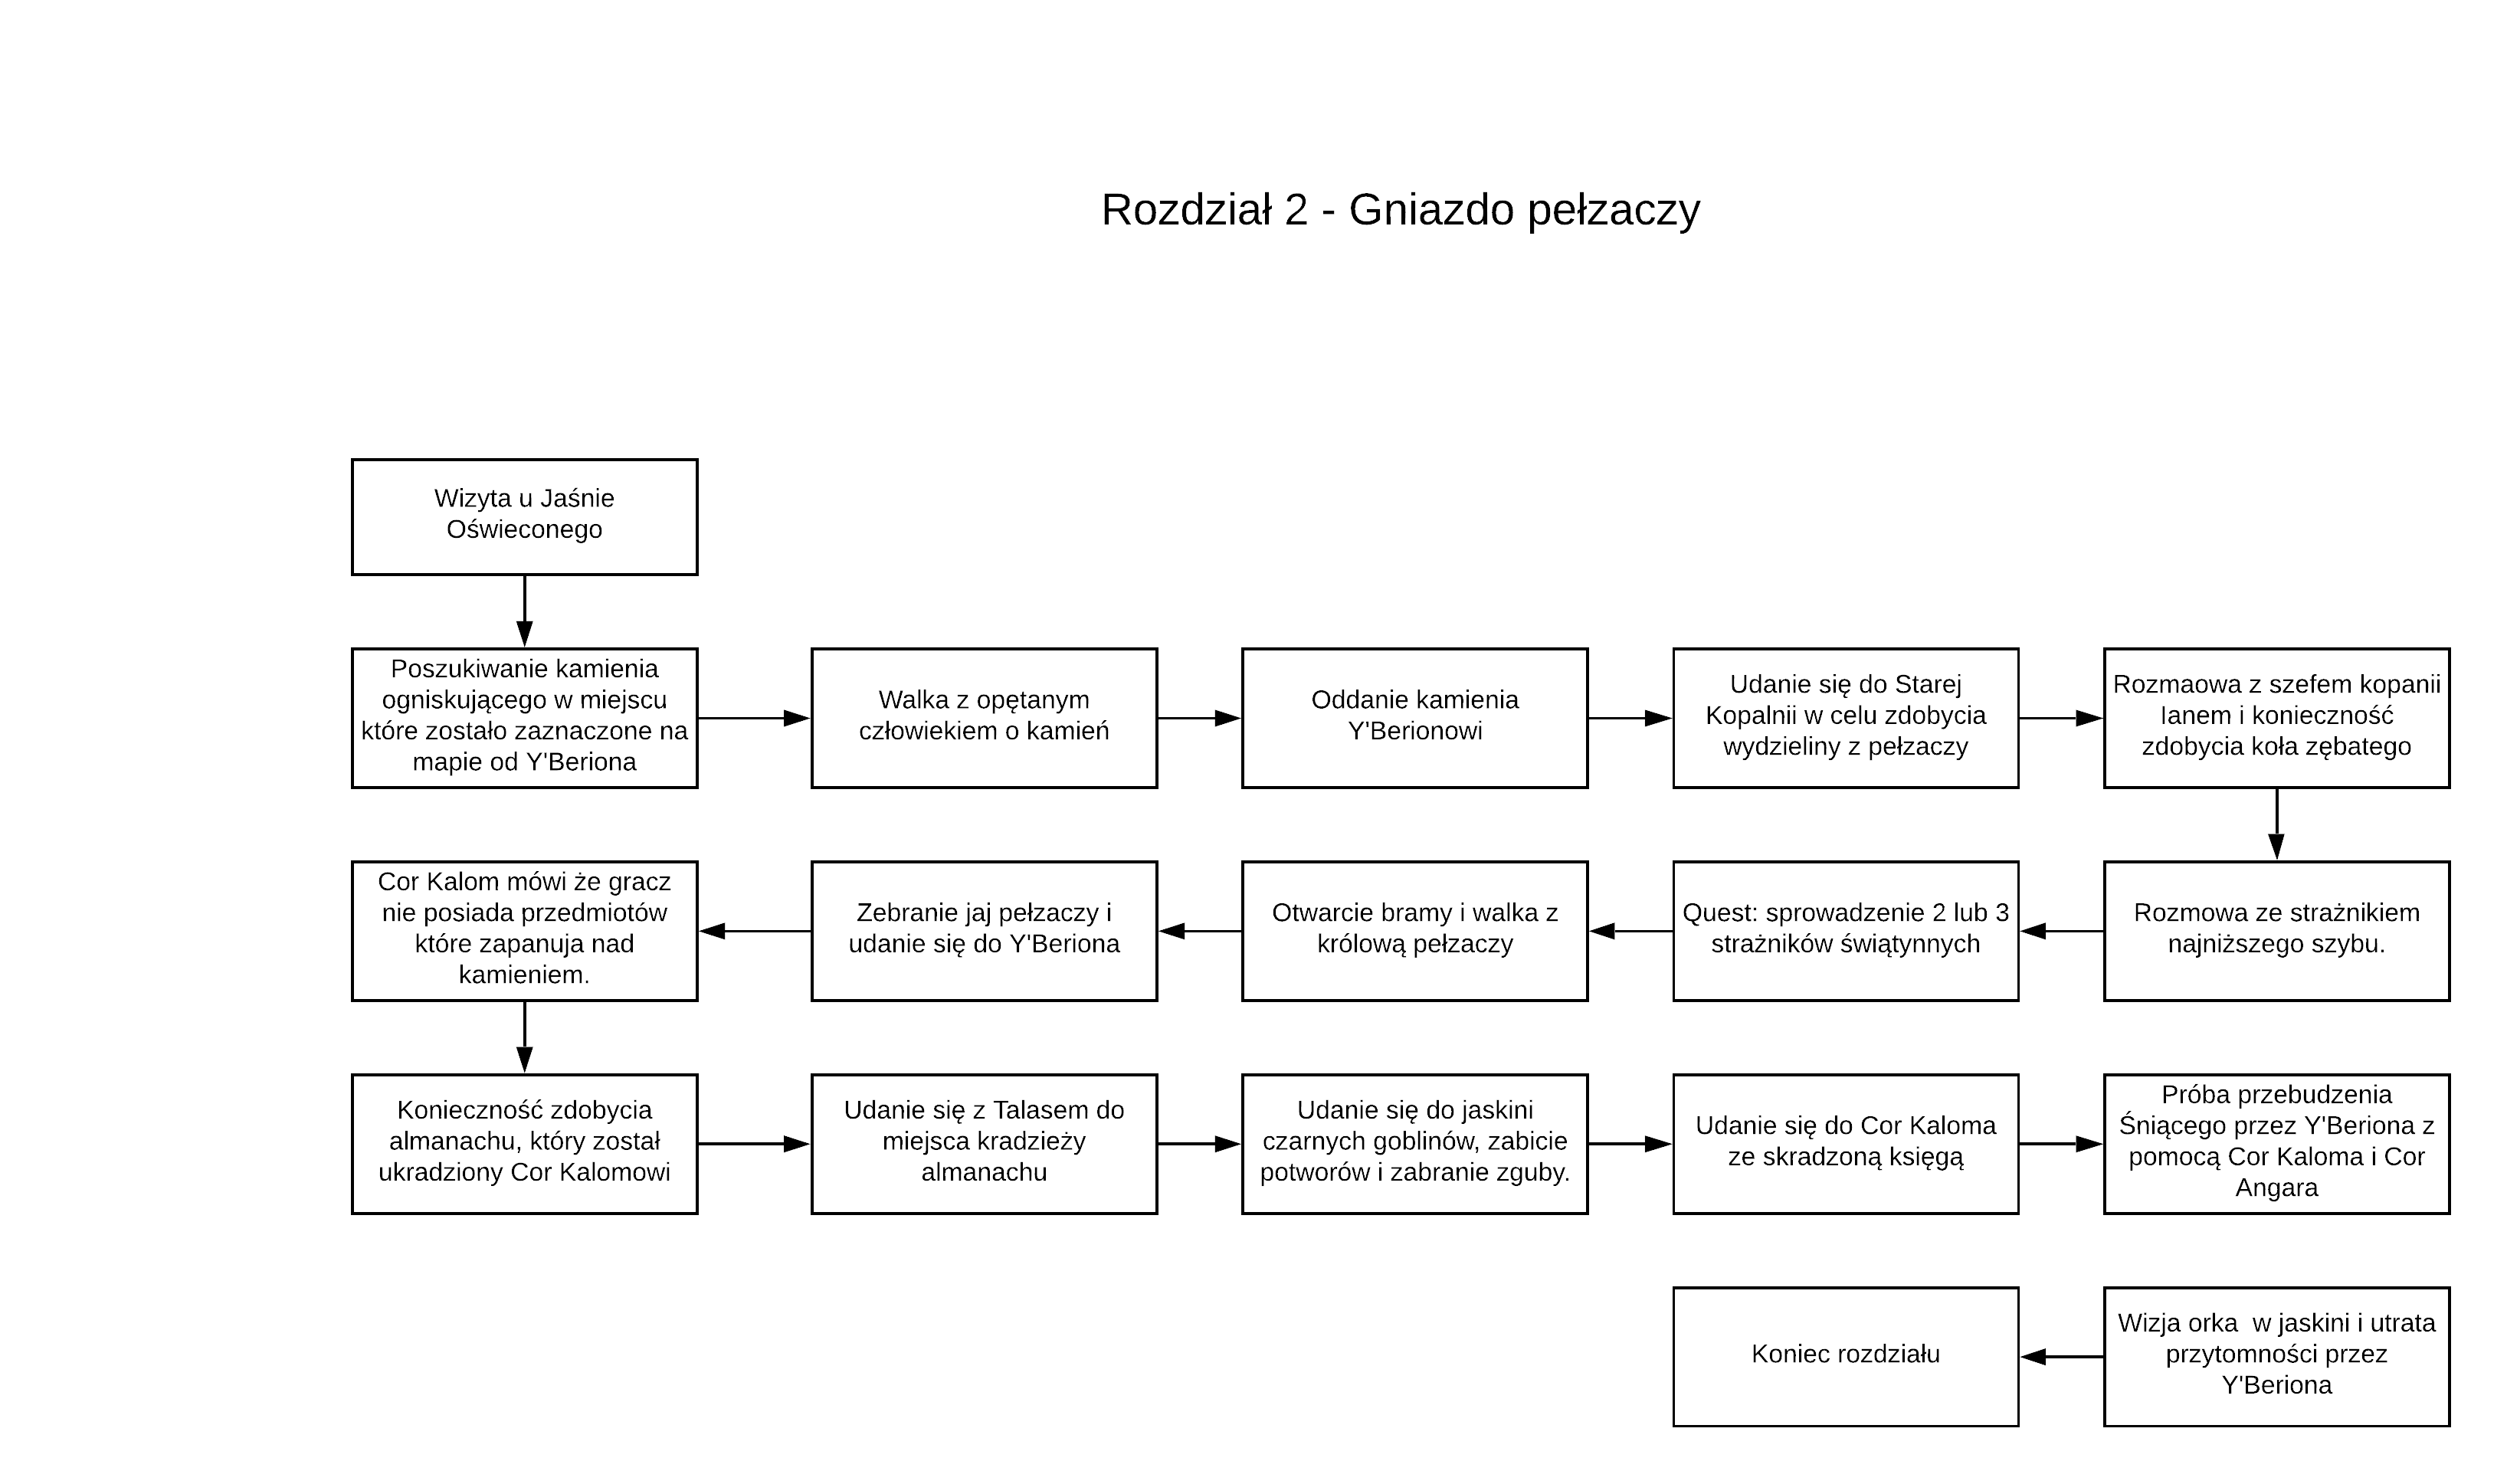 Rozdział 2 - Gniazdo pełzaczy
Wizyta u Jaśnie
Oświeconego
Poszukiwanie kamienia
ogniskującego w miejscu
które zostało zaznaczone na
mapie od Y'Beriona
Walka z opętanym
człowiekiem o kamień
Oddanie kamienia
Y'Berionowi
Udanie się do Starej
Kopalnii w celu zdobycia
wydzieliny z pełzaczy
Rozmaowa z szefem kopanii
Ianem i konieczność
zdobycia koła zębatego
Rozmowa ze strażnikiem
najniższego szybu.
Quest: sprowadzenie 2 lub 3
strażników świątynnych
Otwarcie bramy i walka z
królową pełzaczy
Zebranie jaj pełzaczy i
udanie się do Y'Beriona
Cor Kalom mówi że gracz
nie posiada przedmiotów
które zapanuja nad
kamieniem.
Konieczność zdobycia
almanachu, który został
ukradziony Cor Kalomowi
Udanie się z Talasem do
miejsca kradzieży
almanachu
Udanie się do jaskini
czarnych goblinów, zabicie
potworów i zabranie zguby.
Udanie się do Cor Kaloma
ze skradzoną księgą
Próba przebudzenia
Śniącego przez Y'Beriona z
pomocą Cor Kaloma i Cor
Angara
Wizja orka  w jaskini i utrata
przytomności przez
Y'Beriona
Koniec rozdziału